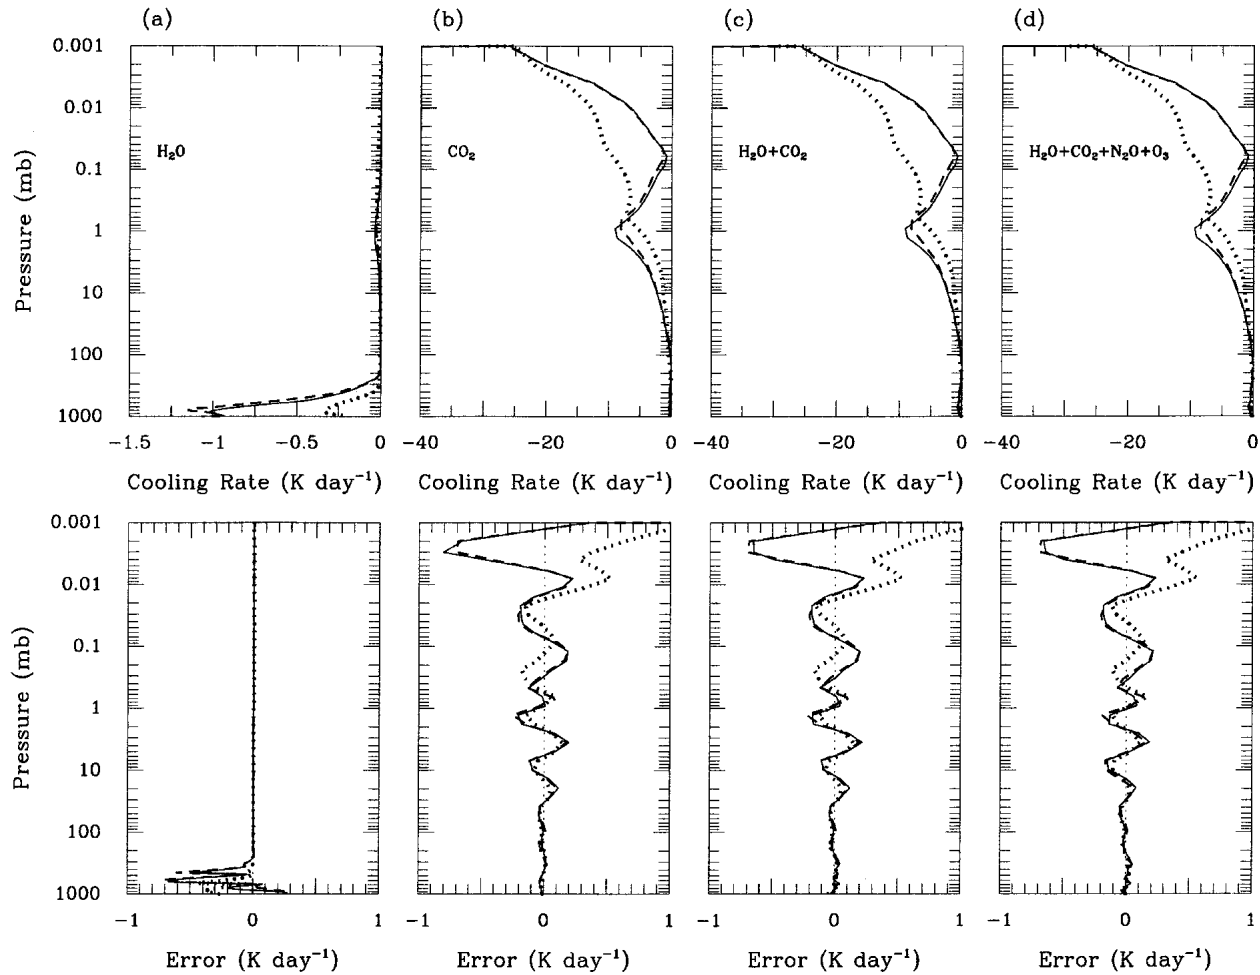 (a) (b) (c) (d)
0.001
0.01
0.1
1
10
100
1000
Pressure (mb)
H₂O
CO₂
H₂O+CO₂
H₂O+CO₂+N₂O+O₃
-1.5 -1 -0.5 0
-40 -20 0
-40 -20 0
-40 -20 0
Cooling Rate (K day⁻¹)
Cooling Rate (K day⁻¹)
Cooling Rate (K day⁻¹)
Cooling Rate (K day⁻¹)
0.001
0.01
0.1
1
10
100
1000
Pressure (mb)
-1 0 1
-1 0 1
-1 0 1
-1 0 1
Error (K day⁻¹)
Error (K day⁻¹)
Error (K day⁻¹)
Error (K day⁻¹)